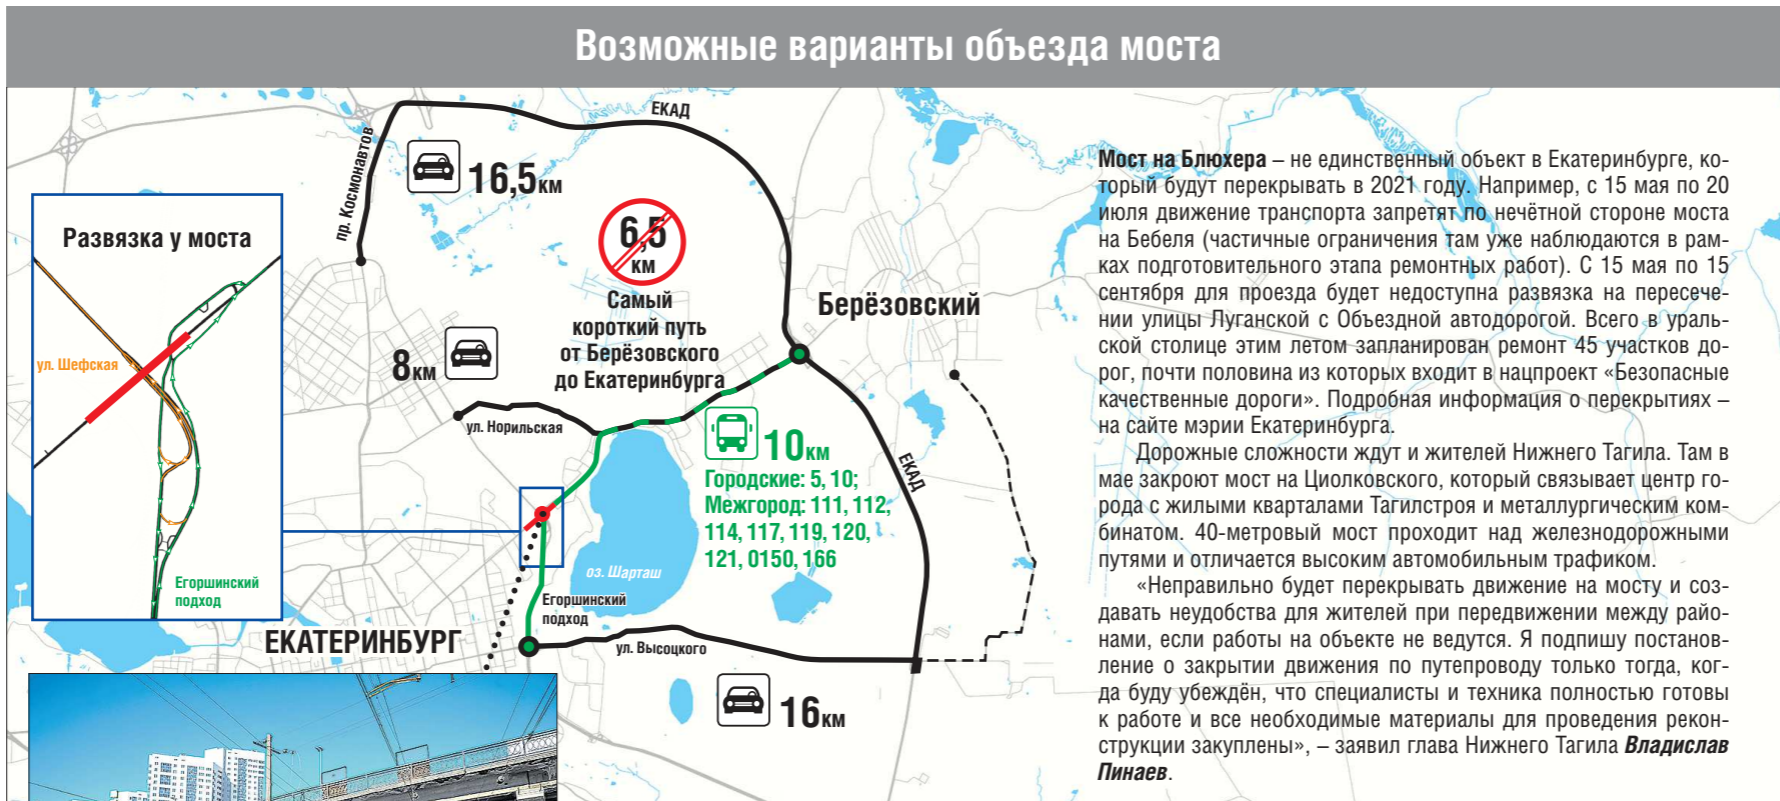 Возможные варианты объезда моста
ЕКАД
пр. Космонавтов
16,5км
6,5
км
Самый
короткий путь
от Берёзовского
до Екатеринбурга
Берёзовский
Развязка у моста
ул. Шефская
Егоршинский
подход
8км
ул. Норильская
10км
Городские: 5, 10;
Межгород: 111, 112,
114, 117, 119, 120,
121, 0150, 166
ЕКАД
оз. Шарташ
Егоршинский
подход
ЕКАТЕРИНБУРГ
ул. Высоцкого
16км
Мост на Блюхера – не единственный объект в Екатеринбурге, ко-
торый будут перекрывать в 2021 году. Например, с 15 мая по 20
июля движение транспорта запретят по нечётной стороне моста
на Бебеля (частичные ограничения там уже наблюдаются в рам-
ках подготовительного этапа ремонтных работ). С 15 мая по 15
сентября для проезда будет недоступна развязка на пересече-
нии улицы Луганской с Объездной автодорогой. Всего в ураль-
ской столице этим летом запланирован ремонт 45 участков до-
рог, почти половина из которых входит в нацпроект «Безопасные
качественные дороги». Подробная информация о перекрытиях –
на сайте мэрии Екатеринбурга.
Дорожные сложности ждут и жителей Нижнего Тагила. Там в
мае закроют мост на Циолковского, который связывает центр го-
рода с жилыми кварталами Тагилстроя и металлургическим ком-
бинатом. 40-метровый мост проходит над железнодорожными
путями и отличается высоким автомобильным трафиком.
«Неправильно будет перекрывать движение на мосту и соз-
давать неудобства для жителей при передвижении между райо-
нами, если работы на объекте не ведутся. Я подпишу постанов-
ление о закрытии движения по путепроводу только тогда, ког-
да буду убеждён, что специалисты и техника полностью готовы
к работе и все необходимые материалы для проведения рекон-
струкции закуплены», – заявил глава Нижнего Тагила Владислав
Пинаев.